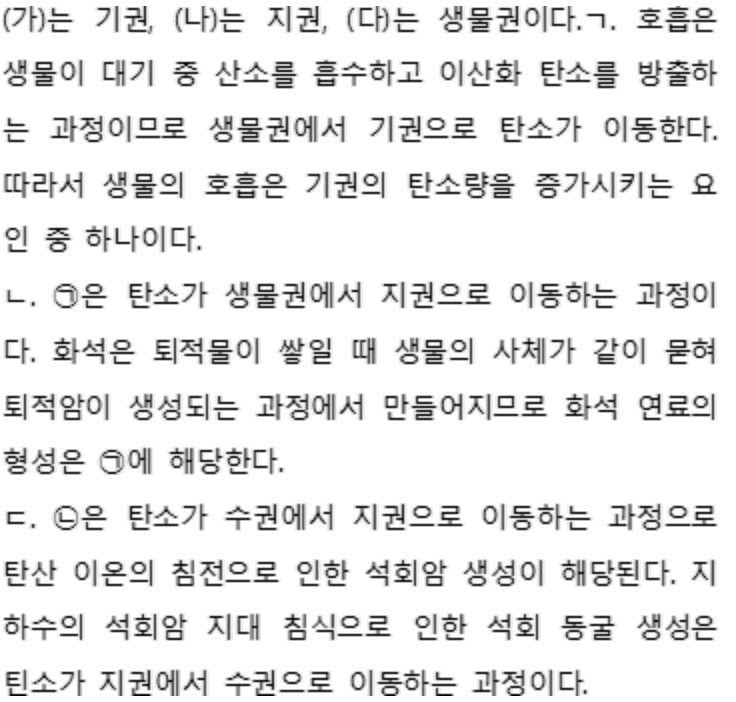 (가)는 기권, (나)는 지권, (다)는 생물권이다.ㄱ. 호흡은
생물이 대기 중 산소를 흡수하고 이산화 탄소를 방출하
는 과정이므로 생물권에서 기권으로 탄소가 이동한다.
따라서 생물의 호흡은 기권의 탄소량을 증가시키는 요
인 중 하나이다.
ㄴ. ㉠은 탄소가 생물권에서 지권으로 이동하는 과정이
다. 화석은 퇴적물이 쌓일 때 생물의 사체가 같이 묻혀
퇴적암이 생성되는 과정에서 만들어지므로 화석 연료의
형성은 ㉠에 해당한다.
ㄷ. ㉡은 탄소가 수권에서 지권으로 이동하는 과정으로
탄산 이온의 침전으로 인한 석회암 생성이 해당된다. 지
하수의 석회암 지대 침식으로 인한 석회 동굴 생성은
틴소가 지권에서 수권으로 이동하는 과정이다.